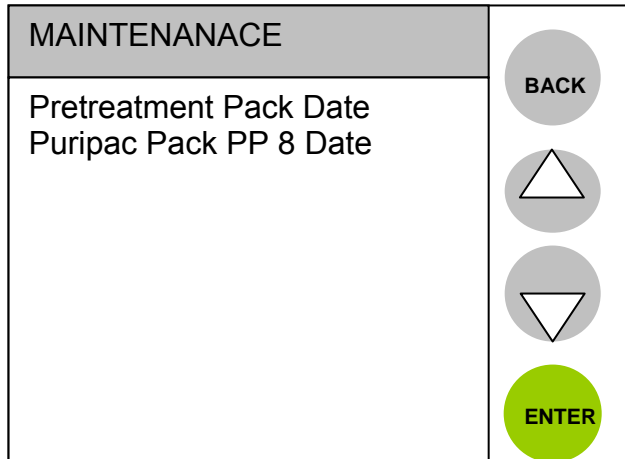 MAINTENANACE
Pretreatment Pack Date
Puripac Pack PP 8 Date
BACK
ENTER